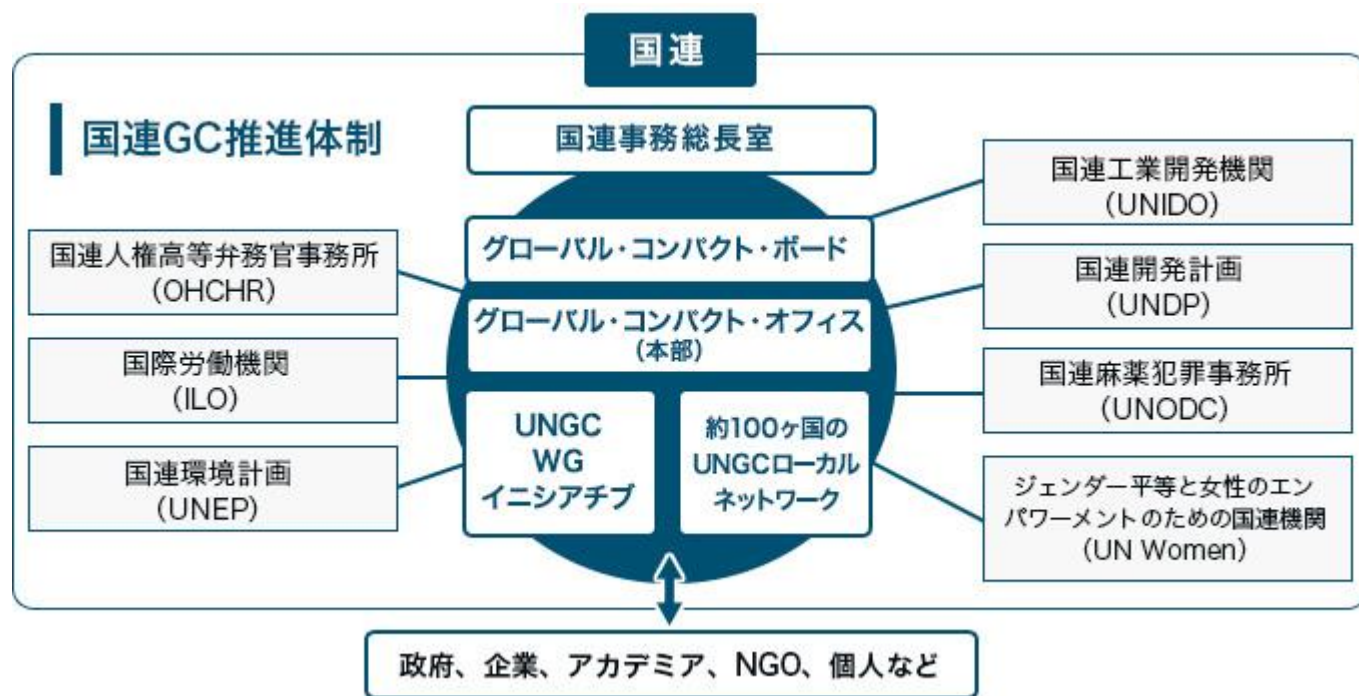 国連
国連GC推進体制
国連事務総長室
グローバル・コンパクト・ボード
グローバル・コンパクト・オフィス
（本部）
UNGC
WG
イニシアチブ
約100ヶ国の
UNGCローカル
ネットワーク
国連人権高等弁務官事務所
（OHCHR）
国際労働機関
（ILO）
国連環境計画
（UNEP）
国連工業開発機関
（UNIDO）
国連開発計画
（UNDP）
国連麻薬犯罪事務所
（UNODC）
ジェンダー平等と女性のエン
パワーメントのための国連機関
（UN Women）
政府、企業、アカデミア、NGO、個人など